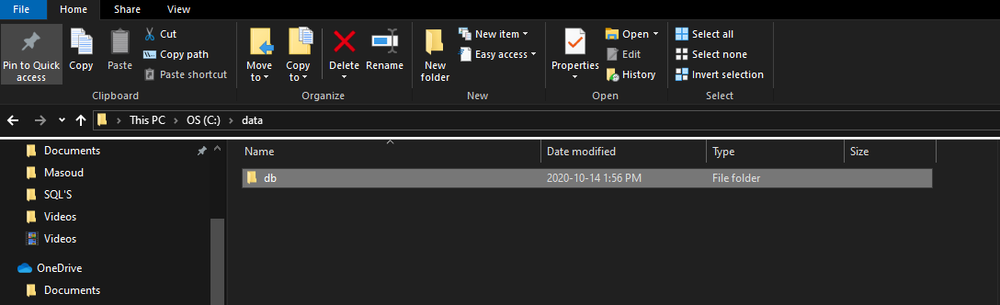 File Home Share View
Pin to Quick access
Copy
Paste
Cut
Copy path
Paste shortcut
Clipboard
Move to
Copy to
Delete
Rename
Organize
New folder
New item
Easy access
New
Properties
Open
Edit
History
Open
Select all
Select none
Invert selection
Select
This PC > OS (C:) > data
Documents
Masoud
SQL'S
Videos
Videos
OneDrive
Documents
Name Date modified Type Size
db 2020-10-14 1:56 PM File folder